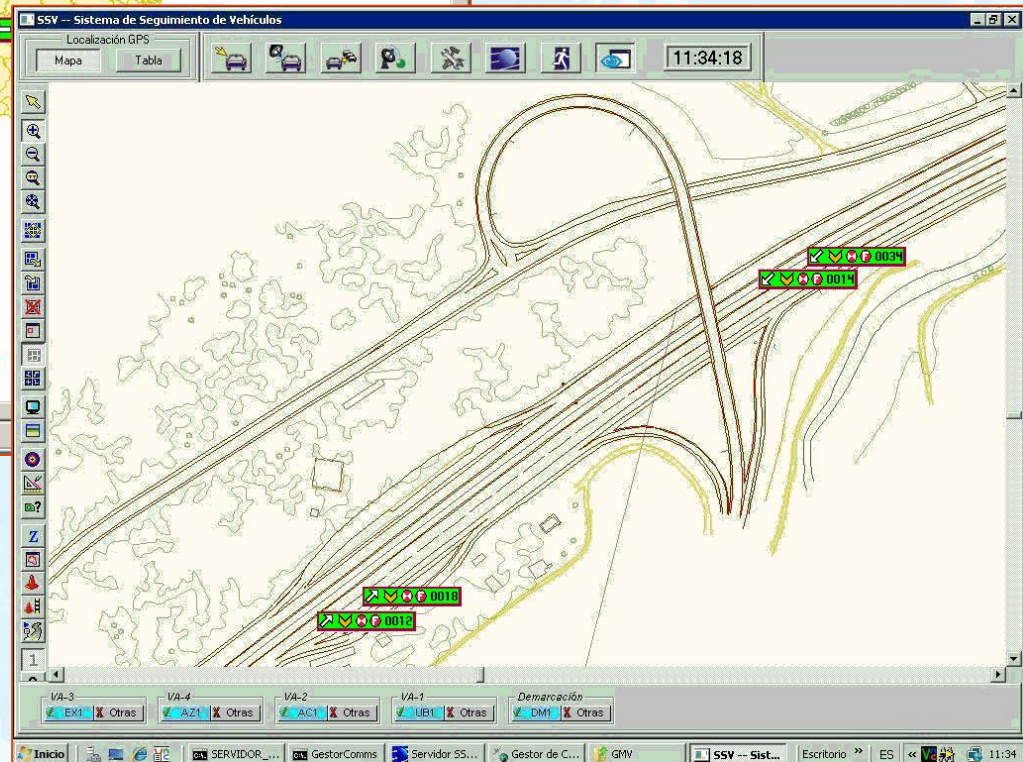 SSV -- Sistema de Seguimiento de Vehículos
Localización GPS
Mapa Tabla
11:34:18
0034
0014
0018
0012
Z
1
VA-3 VA-4 VA-2 VA-1 Demarcación
EX1 X Otras AZ1 X Otras AC1 X Otras UB1 X Otras DM1 X Otras
Inicio SERVIDOR_... GestorComms Servidor SS... Gestor de C... GMV SSV -- Sist... Escritorio » ES « 11:34